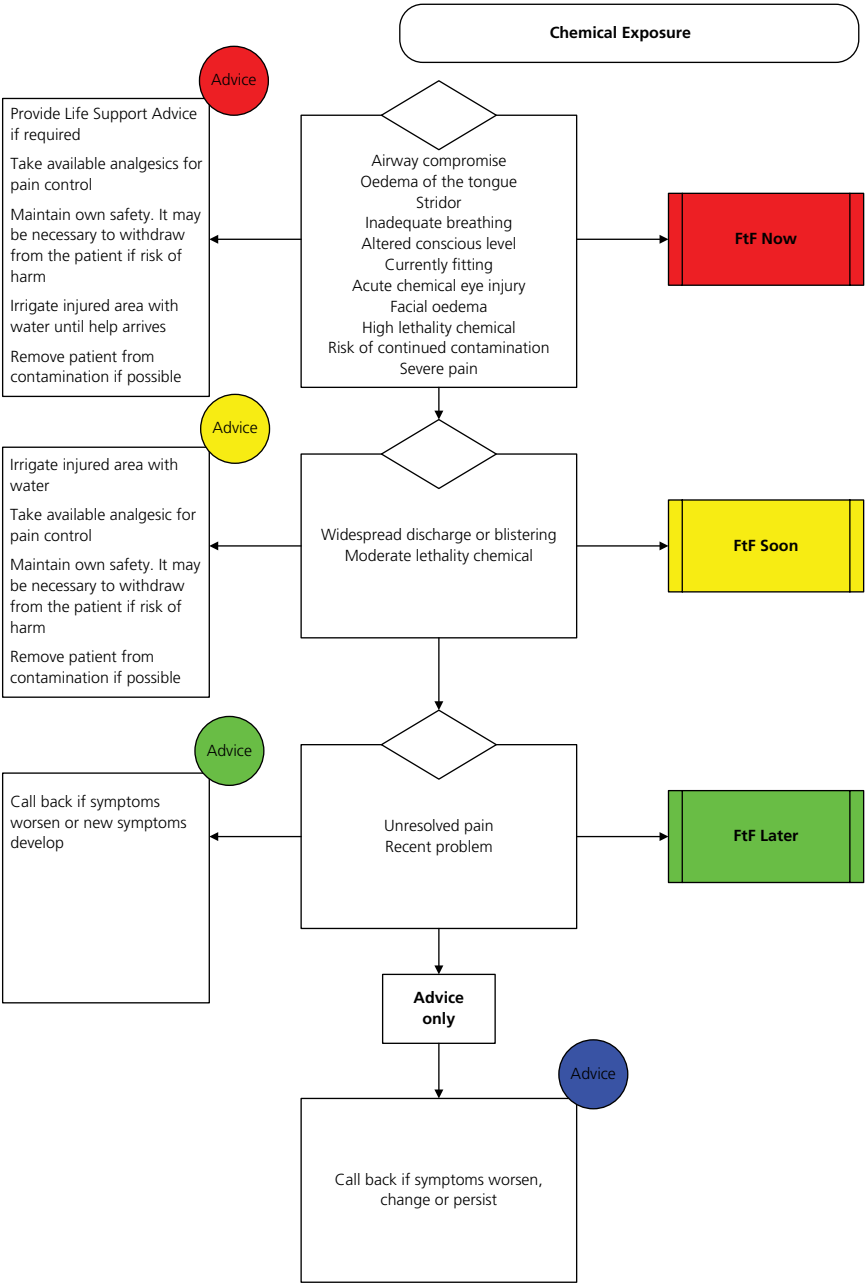 Chemical Exposure
Advice
Provide Life Support Advice
if required
Take available analgesics for
pain control
Maintain own safety. It may
be necessary to withdraw
from the patient if risk of
harm
Irrigate injured area with
water until help arrives
Remove patient from
contamination if possible
Airway compromise
Oedema of the tongue
Stridor
Inadequate breathing
Altered conscious level
Currently fitting
Acute chemical eye injury
Facial oedema
High lethality chemical
Risk of continued contamination
Severe pain
FtF Now
Advice
Irrigate injured area with
water
Take available analgesic for
pain control
Maintain own safety. It may
be necessary to withdraw
from the patient if risk of
harm
Remove patient from
contamination if possible
Widespread discharge or blistering
Moderate lethality chemical
FtF Soon
Advice
Call back if symptoms
worsen or new symptoms
develop
Unresolved pain
Recent problem
FtF Later
Advice
only
Advice
Call back if symptoms worsen,
change or persist